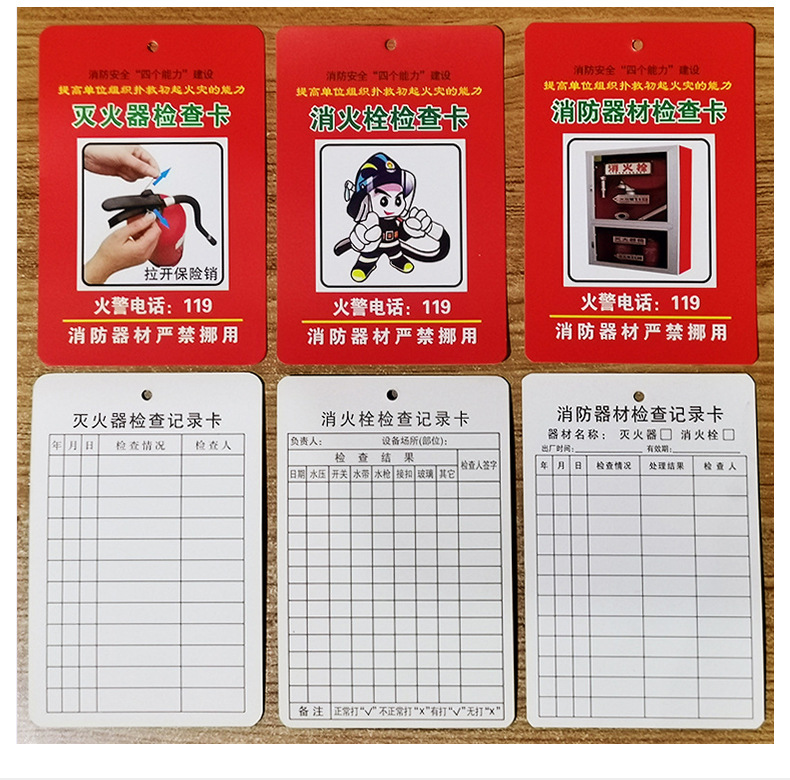 消防安全“四个能力”建设
提高单位组织扑救初起火灾的能力
灭火器检查卡
拉开保险销
火警电话：119
消防器材严禁挪用
消防安全“四个能力”建设
提高单位组织扑救初起火灾的能力
消火栓检查卡
火警电话：119
消防器材严禁挪用
消防安全“四个能力”建设
提高单位组织扑救初起火灾的能力
消防器材检查卡
消火栓
火警电话：119
消防器材严禁挪用
灭火器检查记录卡
年 月 日 检查情况 检查人
消火栓检查记录卡
负责人： 设备场所(部位)：
检 查 结 果 检查人签字
日期 水压 开关 水带 水枪 接扣 玻璃 其它
备注 正常打“√”不正常打“X”有打“√”无打“X”
消防器材检查记录卡
器材名称： 灭火器□ 消火栓□
出厂时间： 有效期：
年 月 日 检查情况 处理结果 检查人